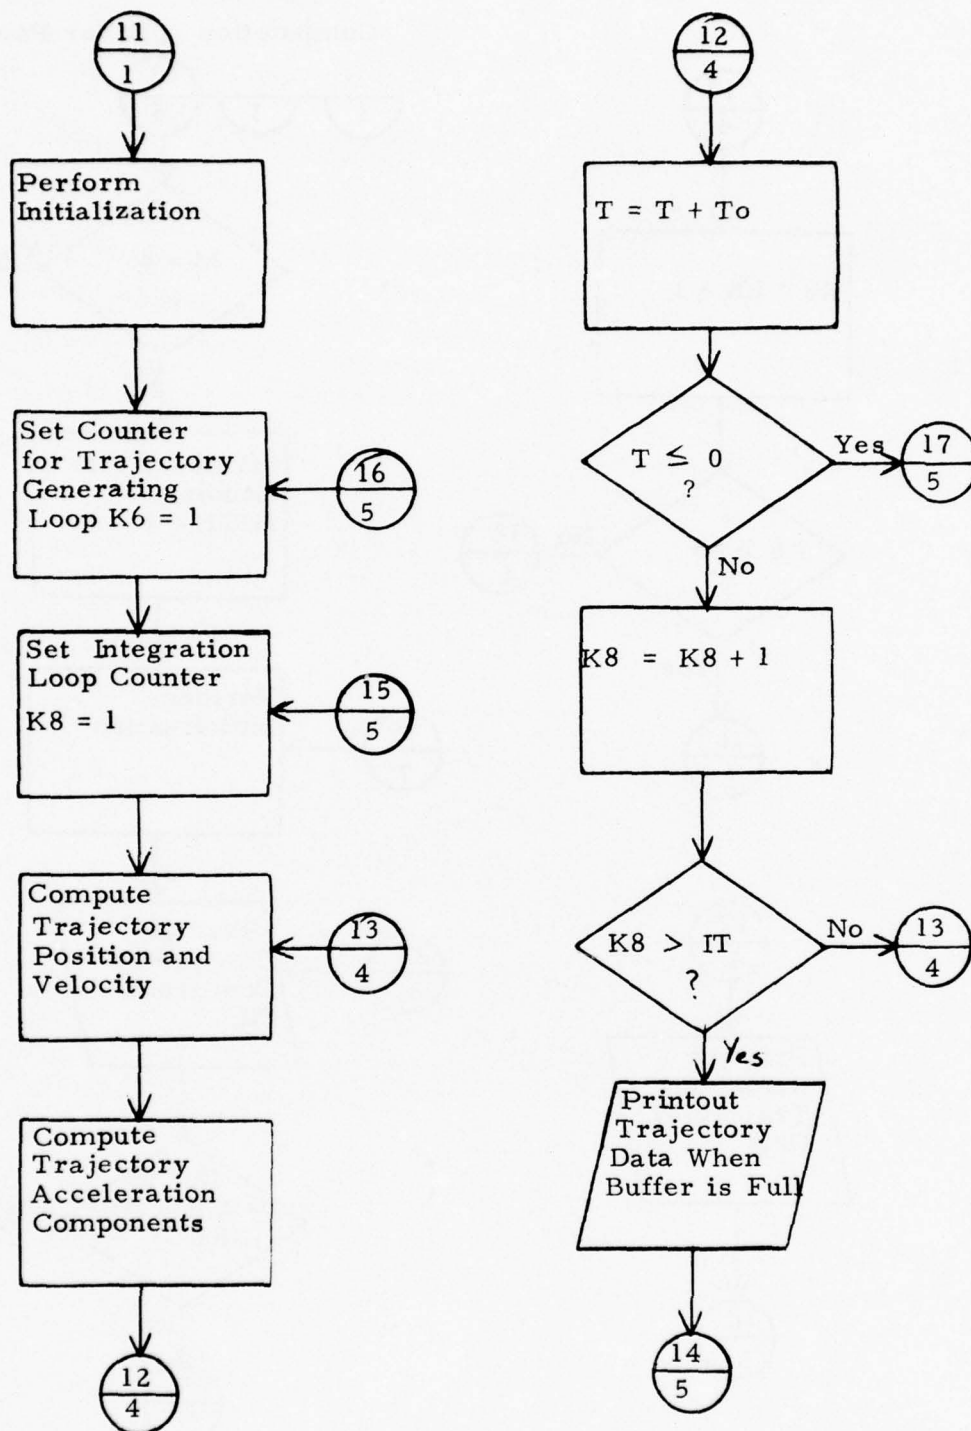 11
1
Perform
Initialization
Set Counter
for Trajectory
Generating
Loop K6 = 1
16
5
Set Integration
Loop Counter
K8 = 1
15
5
Compute
Trajectory
Position and
Velocity
13
4
Compute
Trajectory
Acceleration
Components
12
4
12
4
T = T + To
T ≤ 0
?
Yes
17
5
No
K8 = K8 + 1
K8 > IT
?
No
13
4
Yes
Printout
Trajectory
Data When
Buffer is Full
14
5